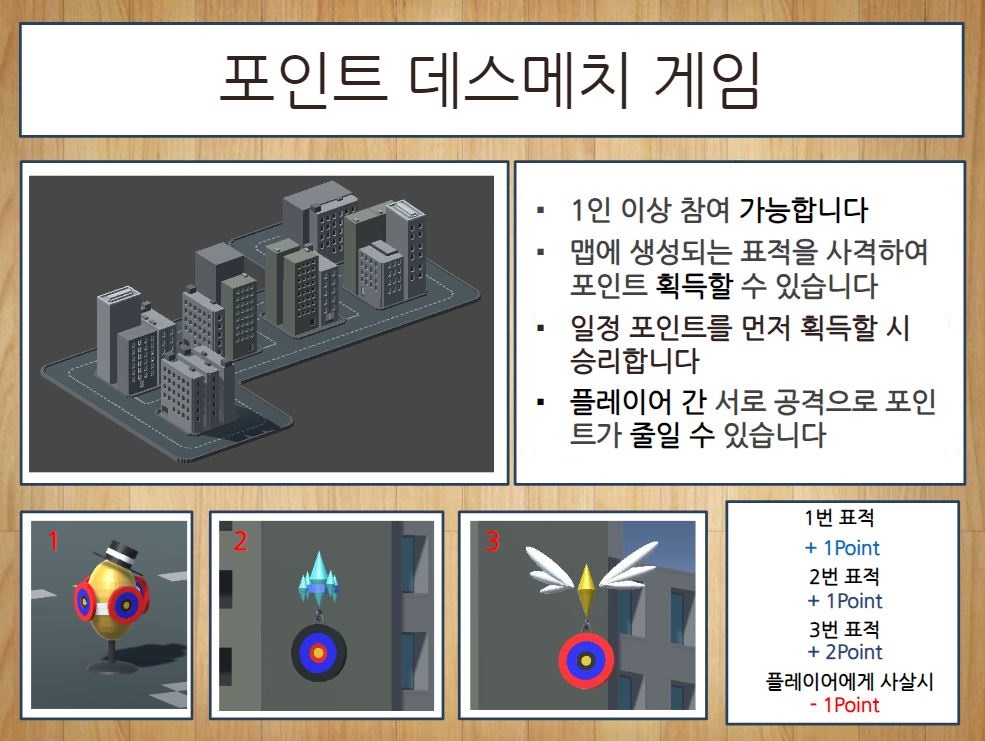 포인트 데스메치 게임
▪ 1인 이상 참여 가능합니다
▪ 맵에 생성되는 표적을 사격하여
포인트 획득할 수 있습니다
▪ 일정 포인트를 먼저 획득할 시
승리합니다
▪ 플레이어 간 서로 공격으로 포인
트가 줄일 수 있습니다
1
2
3
1번 표적
+ 1Point
2번 표적
+ 1Point
3번 표적
+ 2Point
플레이어에게 사살시
- 1Point